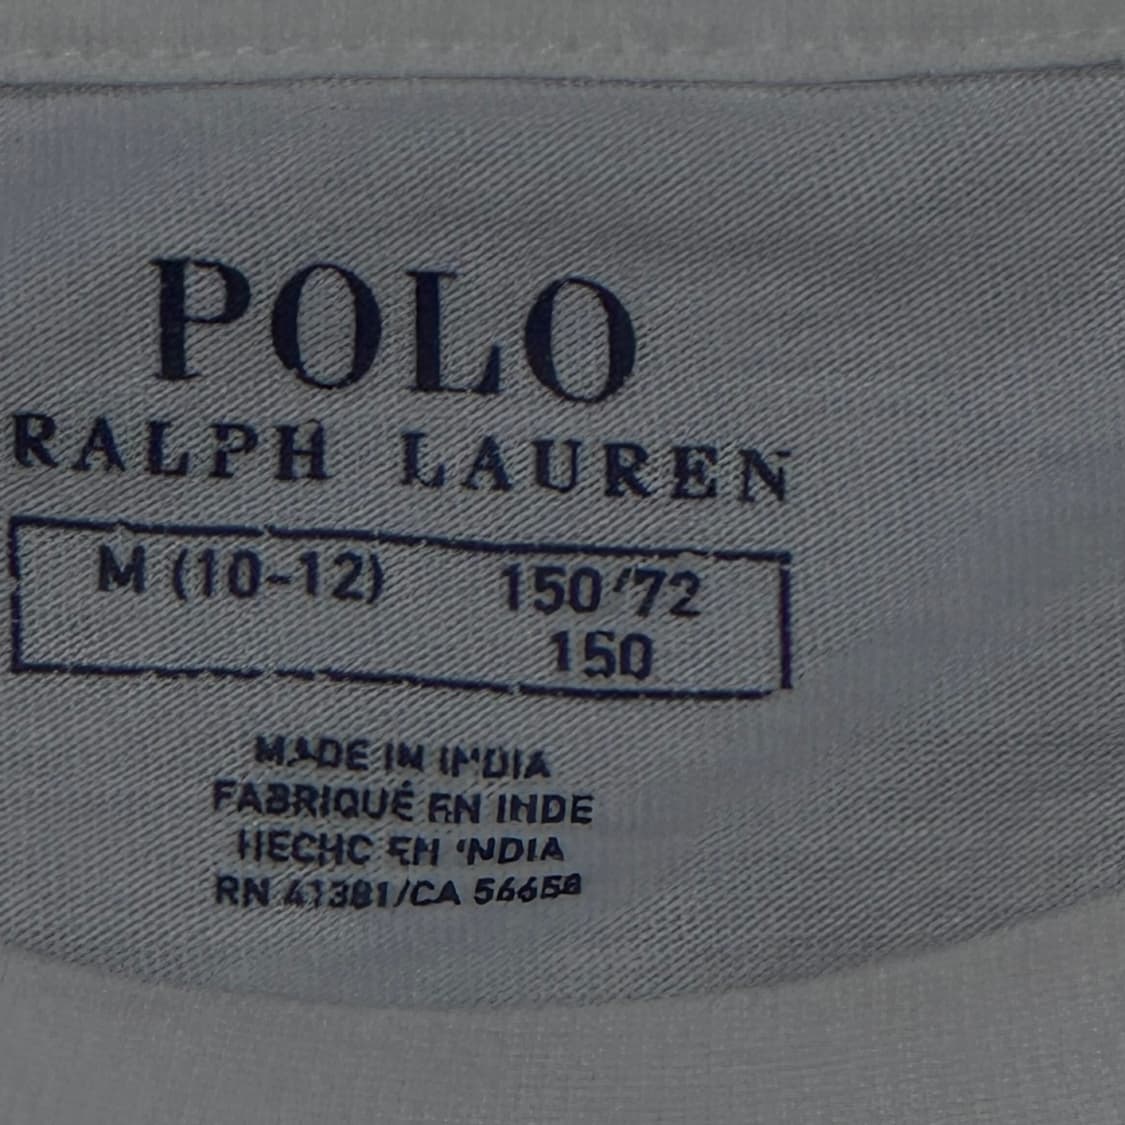 POLO
RALPH LAUREN
M (10-12) 150/72
150
MADE IN INDIA
FABRIQUÉ EN INDE
HECHO EN INDIA
RN 41381/CA 56650